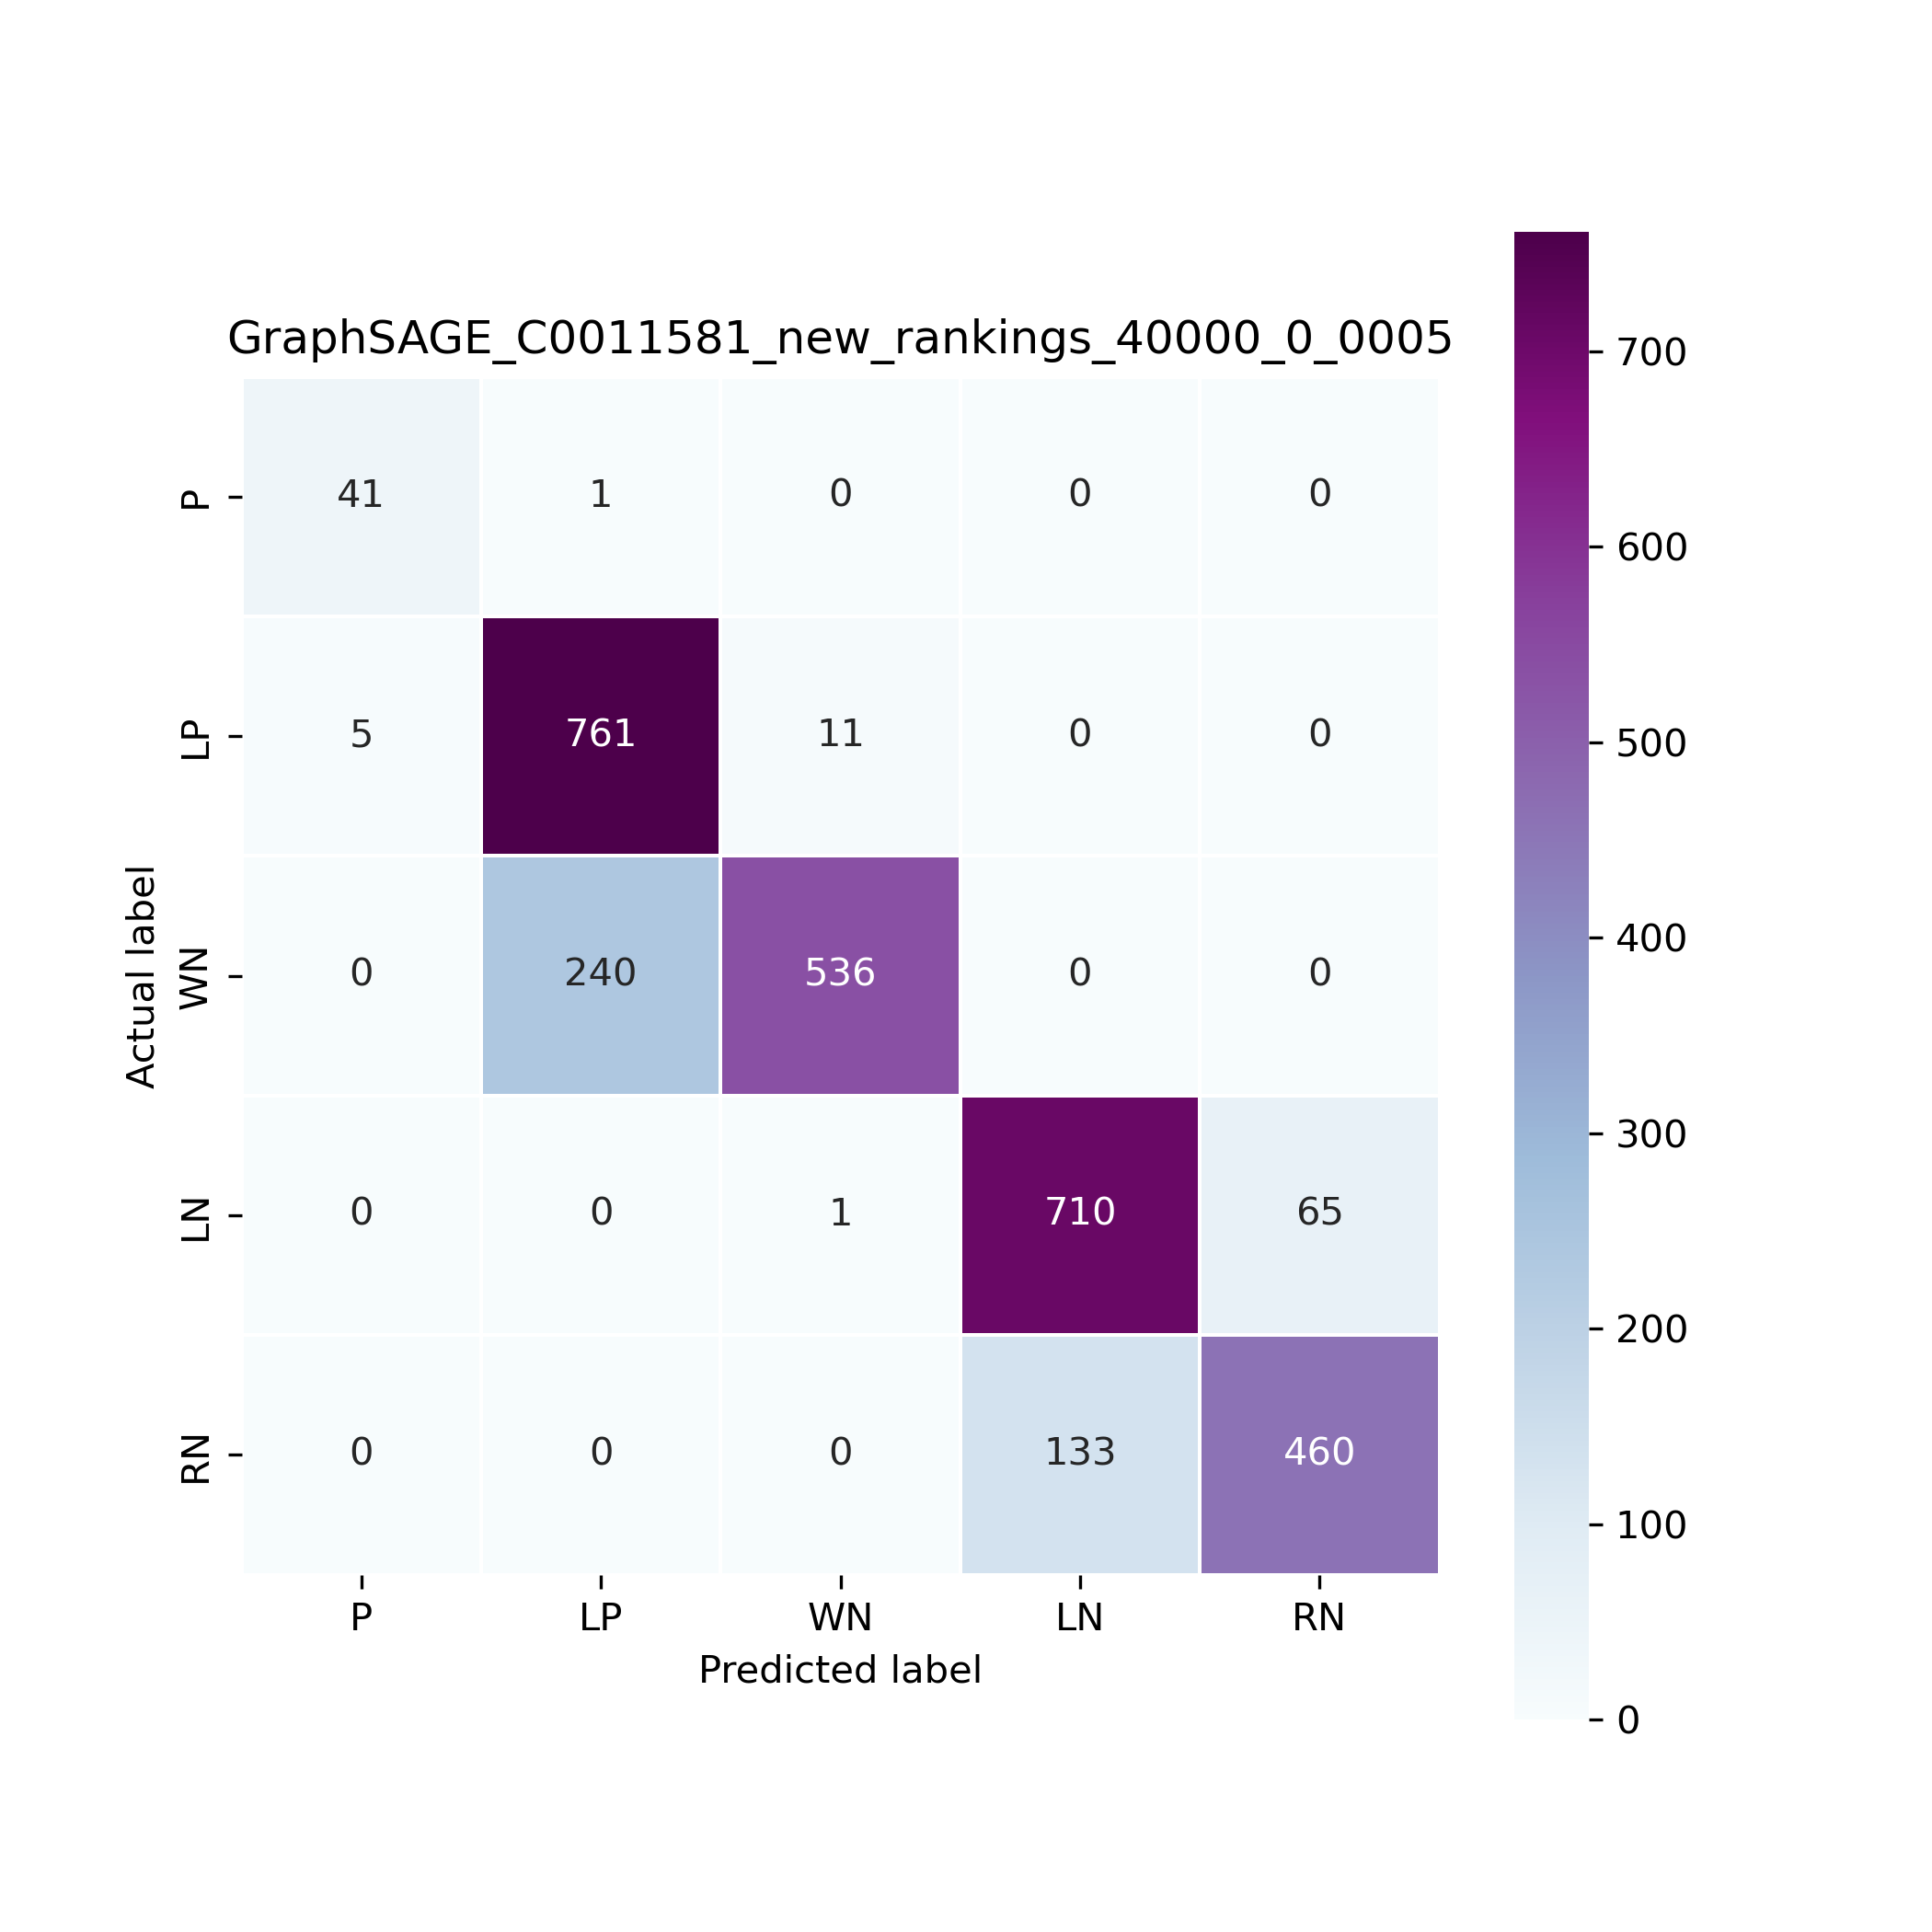 GraphSAGE_C0011581_new_rankings_40000_0_0005
P 41 1 0 0 0
LP 5 761 11 0 0
WN 0 240 536 0 0
LN 0 0 1 710 65
RN 0 0 0 133 460
P LP WN LN RN
Predicted label
Actual label
700
600
500
400
300
200
100
0